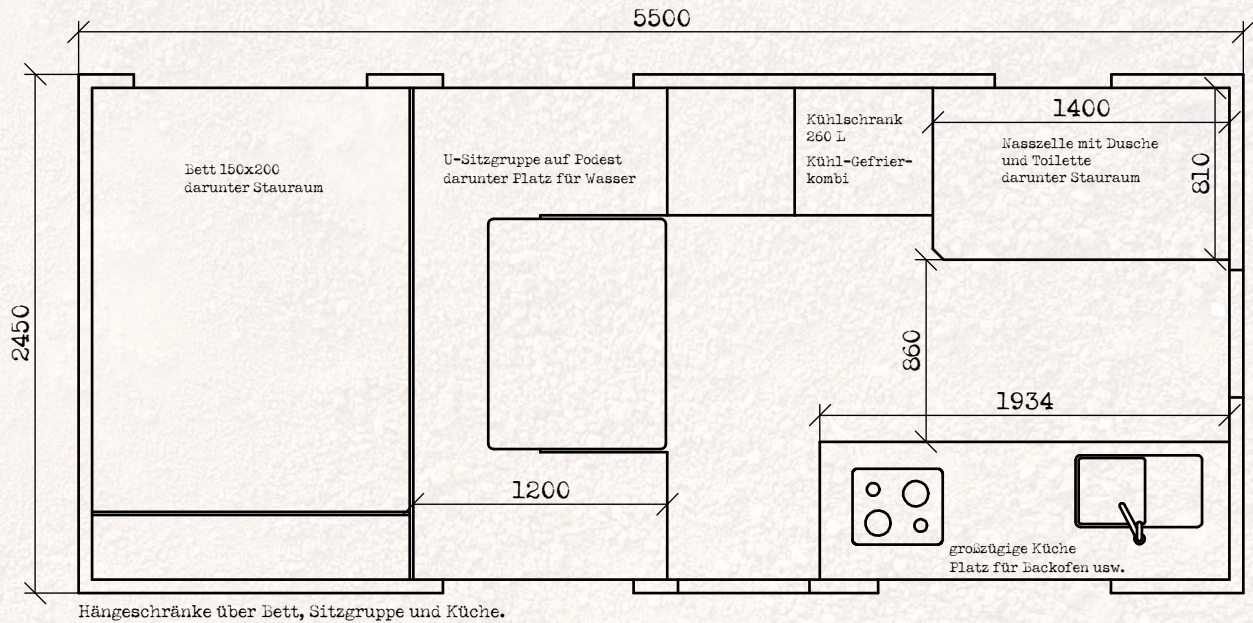 5500
1400
Kühlschrank
260 L
Kühl-Gefrier-
kombi
Nasszelle mit Dusche
und Toilette
darunter Stauraum
810
U-Sitzgruppe auf Podest
darunter Platz für Wasser
Bett 150x200
darunter Stauraum
2450
860
1934
1200
großzügige Küche
Platz für Backofen usw.
Hängeschränke über Bett, Sitzgruppe und Küche.